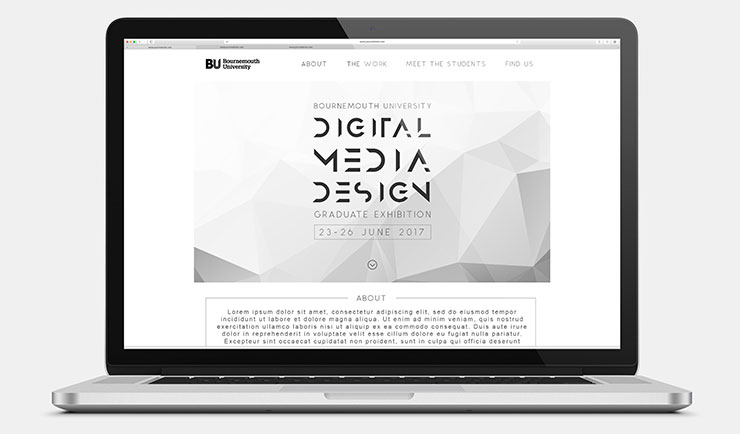 BU Bournemouth
University
ABOUT THE WORK MEET THE STUDENTS FIND US
BOURNEMOUTH UNIVERSITY
DIGITAL
MEDIA
DESIGN
GRADUATE EXHIBITION
23-26 JUNE 2017
ABOUT
Lorem ipsum dolor sit amet, consectetur adipiscing elit, sed do eiusmod tempor
incididunt ut labore et dolore magna aliqua. Ut enim ad minim veniam, quis nostrud
exercitation ullamco laboris nisi ut aliquip ex ea commodo consequat. Duis aute irure
dolor in reprehenderit in voluptate velit esse cillum dolore eu fugiat nulla pariatur.
Excepteur sint occaecat cupidatat non proident, sunt in culpa qui officia deserunt